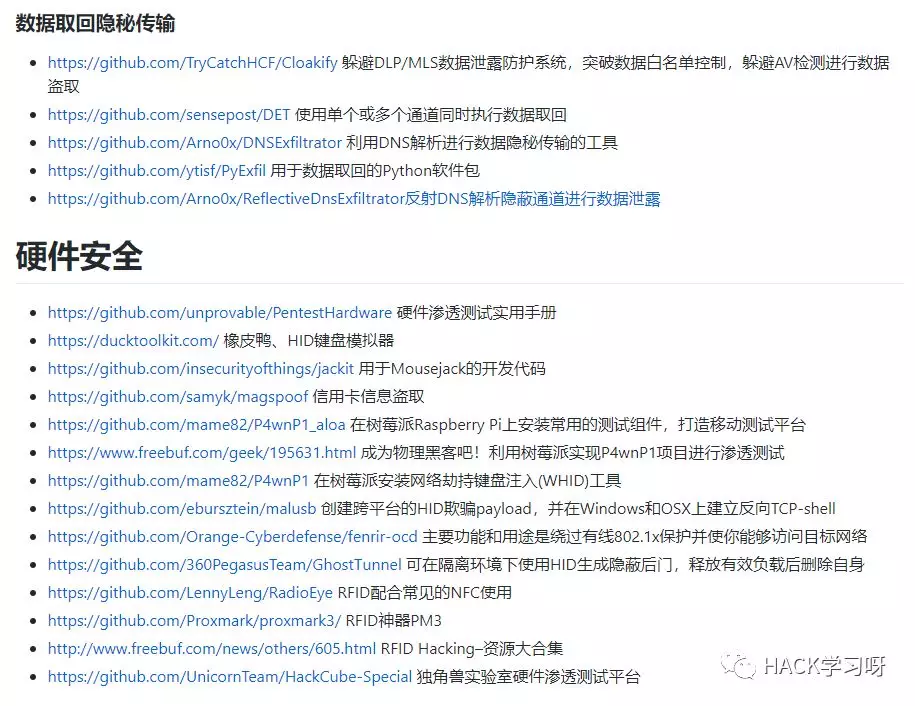 数据取回隐秘传输
https://github.com/TryCatchHCF/Cloakify 躲避DLP/MLS数据泄露防护系统，突破数据白名单控制，躲避AV检测进行数据
盗取
https://github.com/sensepost/DET 使用单个或多个通道同时执行数据取回
https://github.com/Arno0x/DNSExfiltrator 利用DNS解析进行数据隐秘传输的工具
https://github.com/ytisf/PyExfil 用于数据取回的Python软件包
https://github.com/Arno0x/ReflectiveDnsExfiltrator反射DNS解析隐蔽通道进行数据泄露
硬件安全
https://github.com/unprovable/PentestHardware 硬件渗透测试实用手册
https://ducktoolkit.com/ 橡皮鸭、HID键盘模拟器
https://github.com/insecurityofthings/jackit 用于Mousejack的开发代码
https://github.com/samyk/magspoof 信用卡信息盗取
https://github.com/mame82/P4wnP1_aloa 在树莓派Raspberry Pi上安装常用的测试组件，打造移动测试平台
https://www.freebuf.com/geek/195631.html 成为物理黑客吧！利用树莓派实现P4wnP1项目进行渗透测试
https://github.com/mame82/P4wnP1 在树莓派安装网络劫持键盘注入(WHID)工具
https://github.com/ebursztein/malusb 创建跨平台的HID欺骗payload，并在Windows和OSX上建立反向TCP-shell
https://github.com/Orange-Cyberdefense/fenrir-ocd 主要功能和用途是绕过有线802.1x保护并使你能够访问目标网络
https://github.com/360PegasusTeam/GhostTunnel 可在隔离环境下使用HID生成隐蔽后门，释放有效负载后删除自身
https://github.com/LennyLeng/RadioEye RFID配合常见的NFC使用
https://github.com/Proxmark/proxmark3/ RFID神器PM3
http://www.freebuf.com/news/others/605.html RFID Hacking–资源大合集
https://github.com/UnicornTeam/HackCube-Special 独角兽实验室硬件渗透测试平台
HACK学习呀